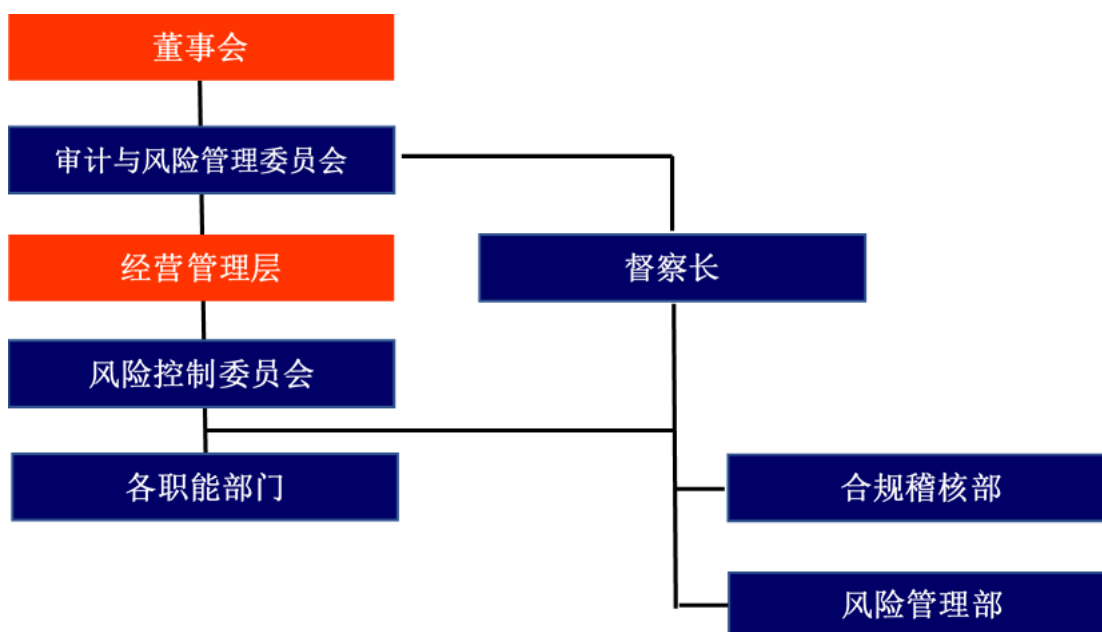 董事会
审计与风险管理委员会
经营管理层
督察长
风险控制委员会
各职能部门
合规稽核部
风险管理部